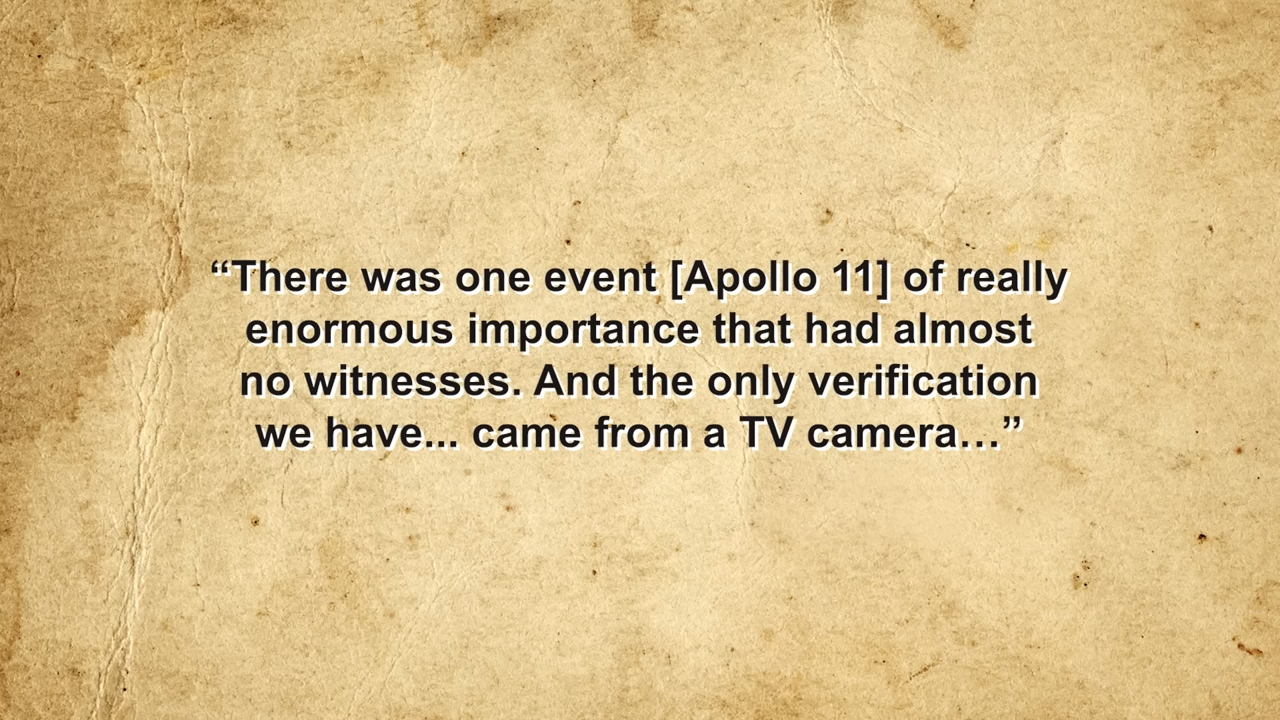 “There was one event [Apollo 11] of really
enormous importance that had almost
no witnesses. And the only verification
we have... came from a TV camera…”